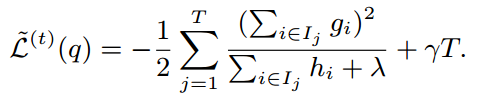 $$\tilde{\mathcal{L}}^{(t)}(q) = -\frac{1}{2} \sum_{j=1}^{T} \frac{(\sum_{i \in I_j} g_i)^2}{\sum_{i \in I_j} h_i + \lambda} + \gamma T.$$